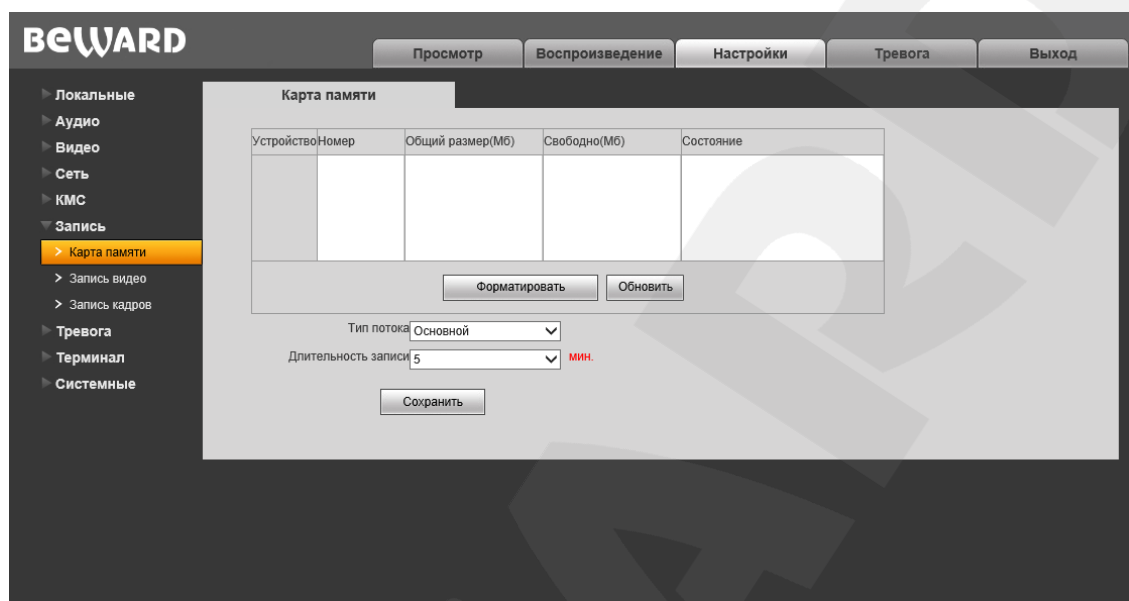 BEWARD
Просмотр Воспроизведение Настройки Тревога Выход
Локальные
Аудио
Видео
Сеть
КМС
Запись
> Карта памяти
> Запись видео
> Запись кадров
Тревога
Терминал
Системные
Карта памяти
Устройство Номер Общий размер(Мб) Свободно(Мб) Состояние
Форматировать Обновить
Тип потока Основной
Длительность записи 5 мин.
Сохранить